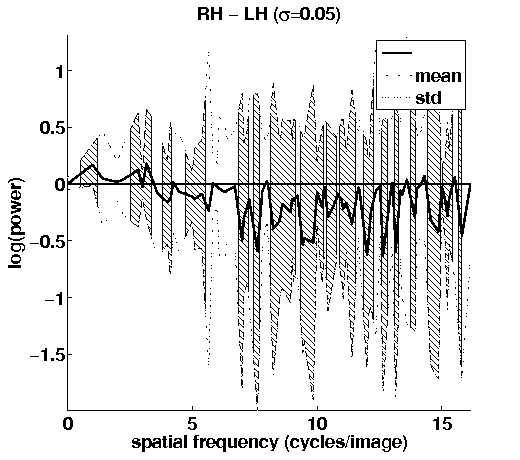 RH − LH (σ=0.05)
1
0.5
0
−0.5
−1
−1.5
log(power)
mean
std
0
5
10
15
spatial frequency (cycles/image)